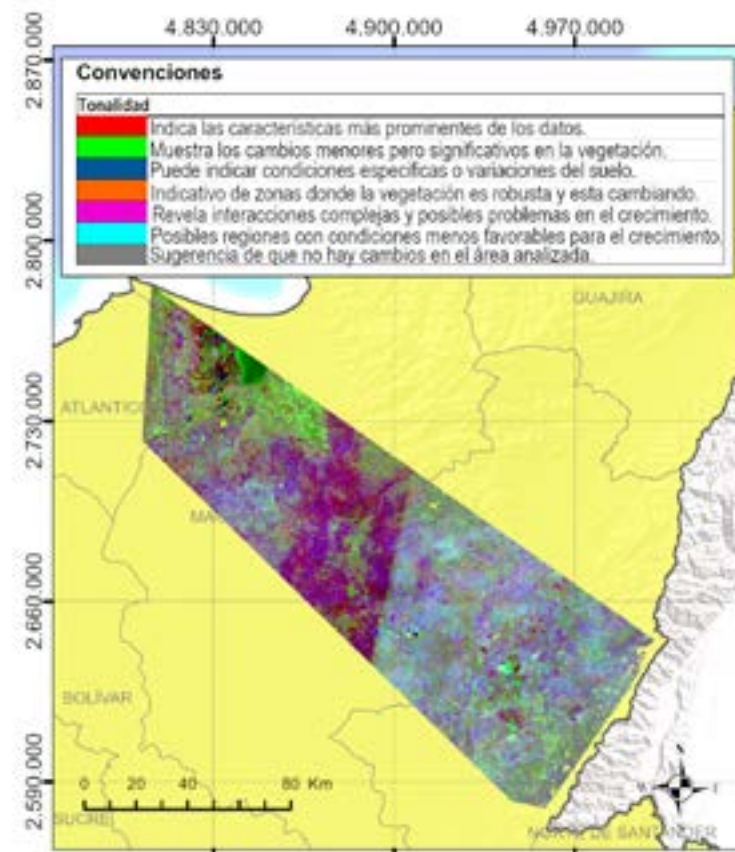 4.830.000 4.900.000 4.970.000
2.870.000
Convenciones
Tonalidad
Indica las características más prominentes de los datos.
Muestra los cambios menores pero significativos en la vegetación.
Puede indicar condiciones especificas o variaciones del suelo.
Indicativo de zonas donde la vegetación es robusta y esta cambiando.
Revela interacciones complejas y posibles problemas en el crecimiento.
Posibles regiones con condiciones menos favorables para el crecimiento.
Sugerencia de que no hay cambios en el área analizada.
2.800.000
GUAJIRA
ATLÁNTICO
2.730.000
2.660.000
BOLÍVAR
0 20 40 80 Km
2.590.000
SUCRE
NORTE DE SANTANDER